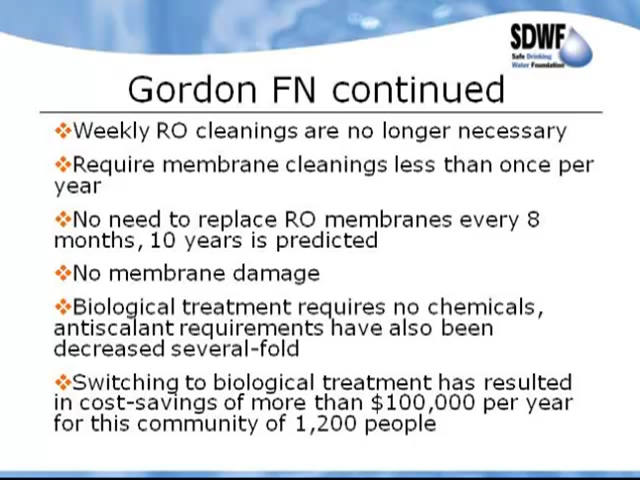 SDWF
Safe Drinking
Water Foundation
Gordon FN continued
❖Weekly RO cleanings are no longer necessary
❖Require membrane cleanings less than once per
year
❖No need to replace RO membranes every 8
months, 10 years is predicted
❖No membrane damage
❖Biological treatment requires no chemicals,
antiscalant requirements have also been
decreased several-fold
❖Switching to biological treatment has resulted
in cost-savings of more than $100,000 per year
for this community of 1,200 people